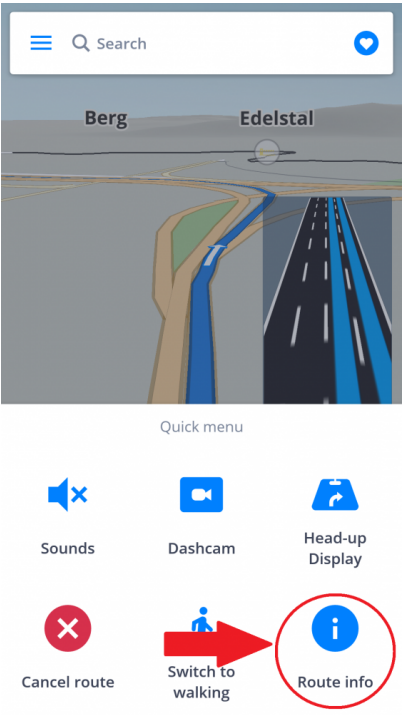 Search
Berg
Edelstal
Quick menu
Sounds
Dashcam
Head-up
Display
Cancel route
Switch to
walking
Route info